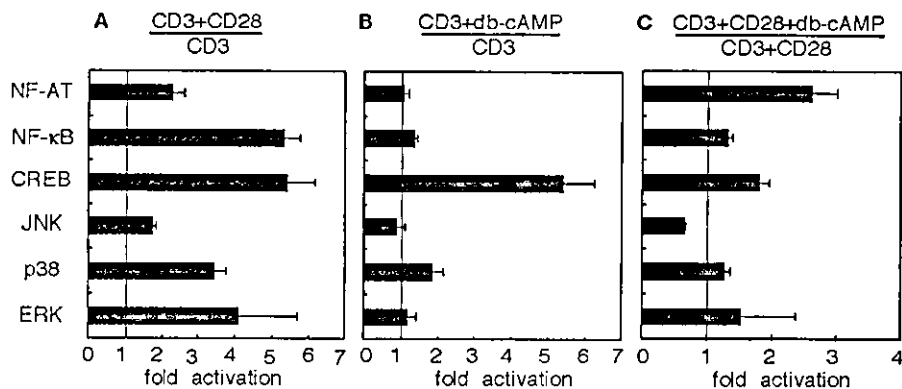 A CD3+CD28 B CD3+db-cAMP C CD3+CD28+db-cAMP
CD3 CD3 CD3+CD28
NF-AT
NF-κB
CREB
JNK
p38
ERK
0 1 2 3 4 5 6 7 0 1 2 3 4 5 6 7 0 1 2 3 4
fold activation fold activation fold activation